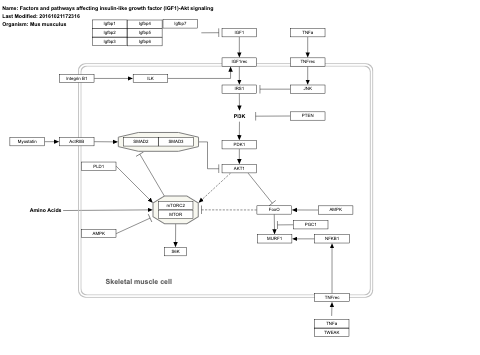 Name: Factors and pathways affecting insulin-like growth factor (IGF1)-Akt signaling
Last Modified: 20161021172316
Organism: Mus musculus
Igfbp1 Igfbp4 Igfbp7
Igfbp2 Igfbp5
Igfbp3 Igfbp6
IGF1
TNFa
IGF1rec
TNFrec
Integrin B1
ILK
IRS1
JNK
PI3K
PTEN
Myostatin
ActRIIB
SMAD2
SMAD3
PDK1
PLD1
AKT1
mTORC2
MTOR
Amino Acids
FoxO
AMPK
PGC1
AMPK
MURF1
NFKB1
S6K
Skeletal muscle cell
TNFrec
TNFa
TWEAK